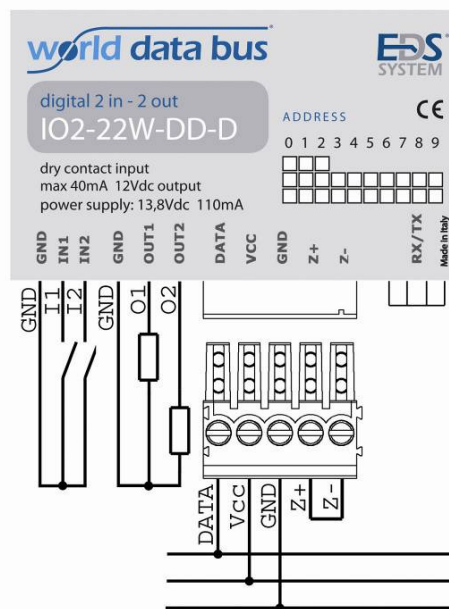 world data bus
EDS
SYSTEM
digital 2 in - 2 out
IO2-22W-DD-D
ADDRESS
CE
0 1 2 3 4 5 6 7 8 9
dry contact input
max 40mA 12Vdc output
power supply: 13,8Vdc 110mA
GND IN1 IN2 GND OUT1 OUT2 DATA VCC GND Z+ Z- RX/TX Made in Italy
GND I1 I2 GND O1 O2
DATA Vcc GND Z+ Z-